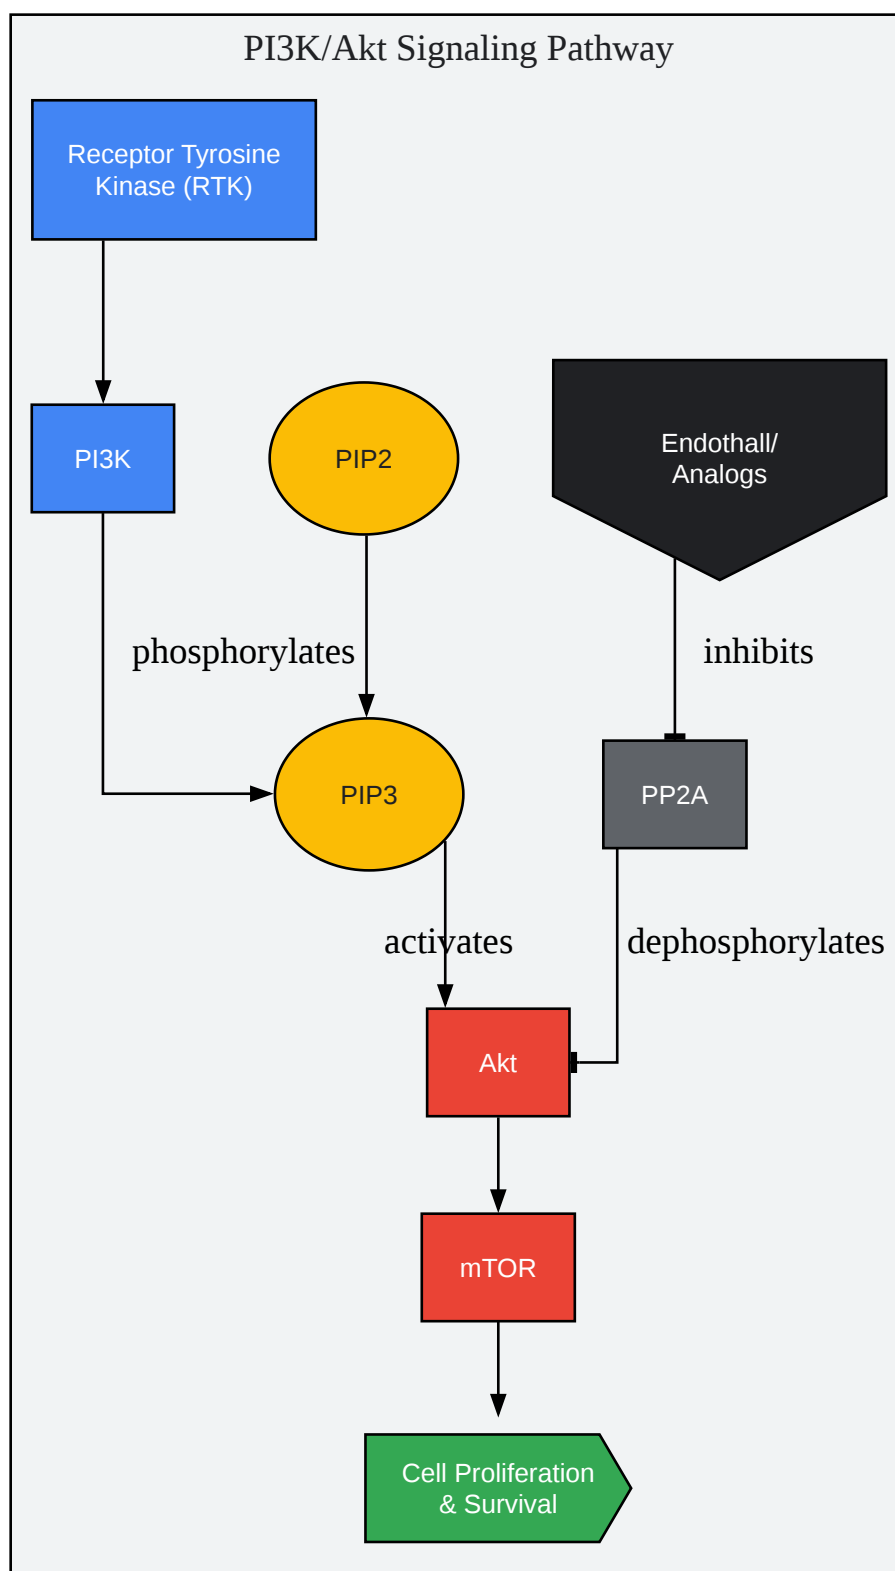 PI3K/Akt Signaling Pathway
Receptor Tyrosine
Kinase (RTK)
PI3K
PIP2
Endothall/
Analogs
phosphorylates
inhibits
PIP3
PP2A
activates
dephosphorylates
Akt
mTOR
Cell Proliferation
& Survival